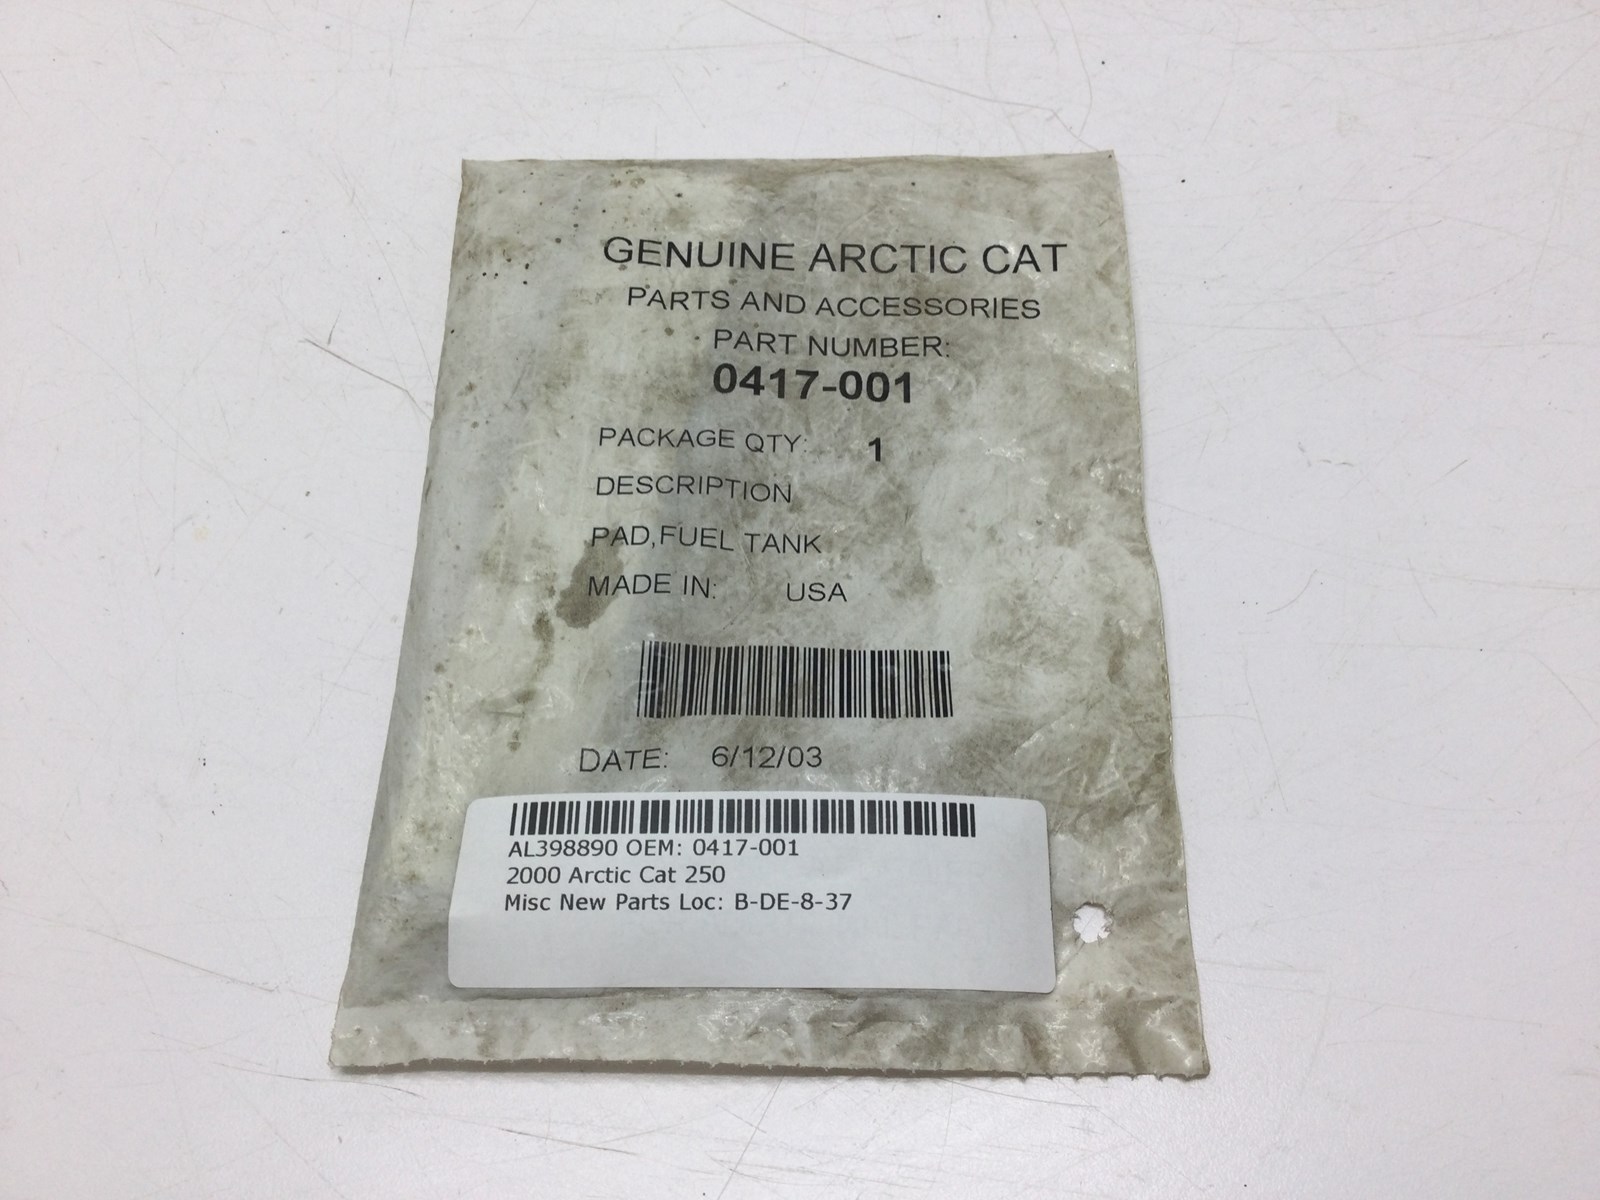 GENUINE ARCTIC CAT
PARTS AND ACCESSORIES
PART NUMBER:
0417-001
PACKAGE QTY: 1
DESCRIPTION
PAD,FUEL TANK
MADE IN: USA
DATE: 6/12/03
AL398890 OEM: 0417-001
2000 Arctic Cat 250
Misc New Parts Loc: B-DE-8-37